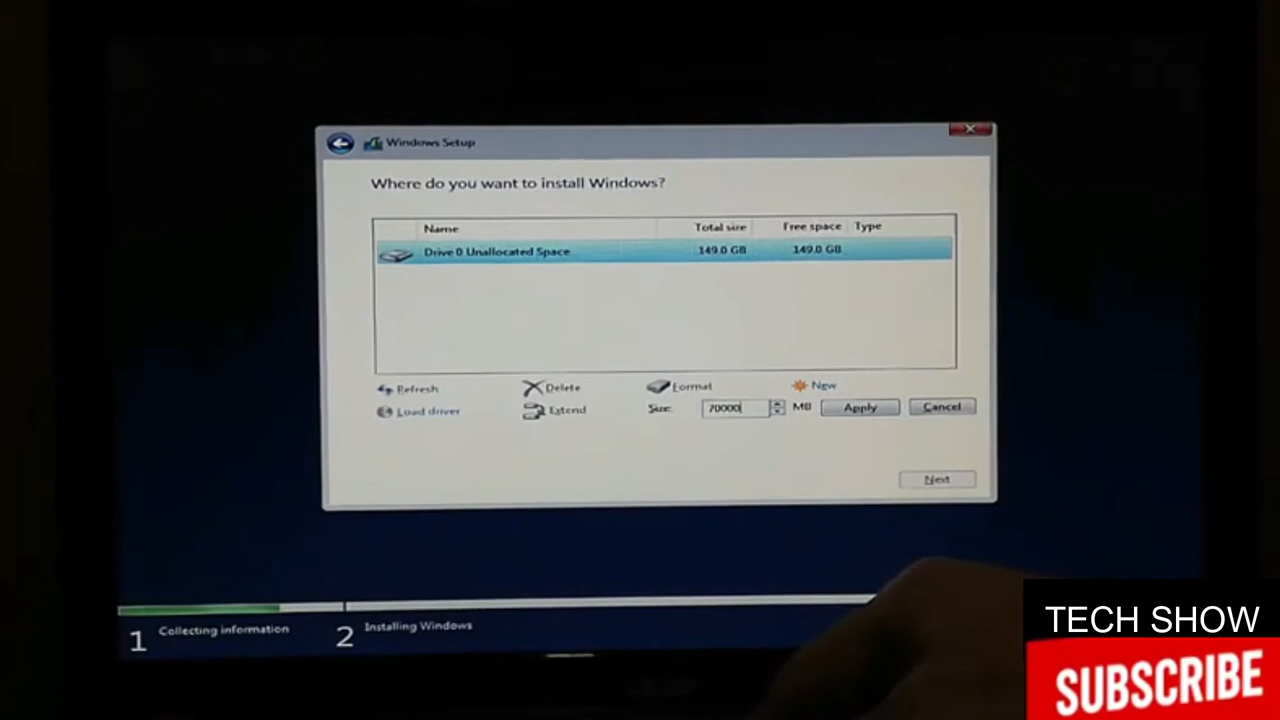 Windows Setup
Where do you want to install Windows?
Name Total size Free space Type
Drive 0 Unallocated Space 149.0 GB 149.0 GB
Refresh Delete Format New
Load driver Extend Size: 70000 MB Apply Cancel
Next
1 Collecting information 2 Installing Windows
TECH SHOW
SUBSCRIBE